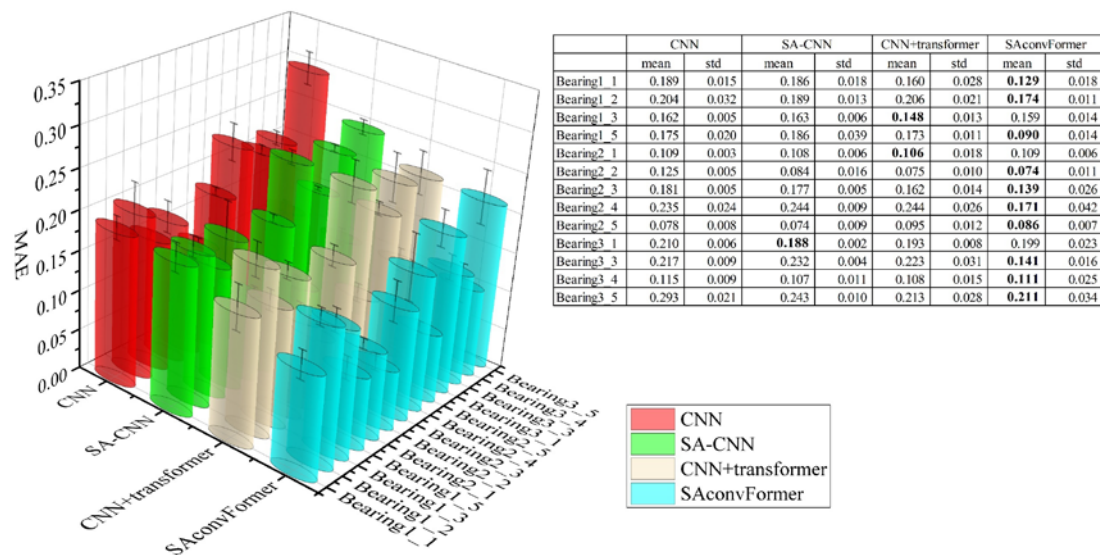 0.35
0.30
0.25
0.20
0.15
0.10
0.05
0.00
MAE
CNN
SA-CNN
CNN+transformer
SAconvFormer
Bearing1_1
Bearing1_2
Bearing1_3
Bearing1_5
Bearing2_1
Bearing2_2
Bearing2_3
Bearing2_4
Bearing2_5
Bearing3_1
Bearing3_3
Bearing3_4
Bearing3_5
CNN SA-CNN CNN+transformer SAconvFormer
mean std mean std mean std mean std
Bearing1_1 0.189 0.015 0.186 0.018 0.160 0.028 0.129 0.018
Bearing1_2 0.204 0.032 0.189 0.013 0.206 0.021 0.174 0.011
Bearing1_3 0.162 0.005 0.163 0.006 0.148 0.013 0.159 0.014
Bearing1_5 0.175 0.020 0.186 0.039 0.173 0.011 0.090 0.014
Bearing2_1 0.109 0.003 0.108 0.006 0.106 0.018 0.109 0.006
Bearing2_2 0.125 0.005 0.084 0.016 0.075 0.010 0.074 0.011
Bearing2_3 0.181 0.005 0.177 0.005 0.162 0.014 0.139 0.026
Bearing2_4 0.235 0.024 0.244 0.009 0.244 0.026 0.171 0.042
Bearing2_5 0.078 0.008 0.074 0.009 0.095 0.012 0.086 0.007
Bearing3_1 0.210 0.006 0.188 0.002 0.193 0.008 0.199 0.023
Bearing3_3 0.217 0.009 0.232 0.004 0.223 0.031 0.141 0.016
Bearing3_4 0.115 0.009 0.107 0.011 0.108 0.015 0.111 0.025
Bearing3_5 0.293 0.021 0.243 0.010 0.213 0.028 0.211 0.034
CNN
SA-CNN
CNN+transformer
SAconvFormer